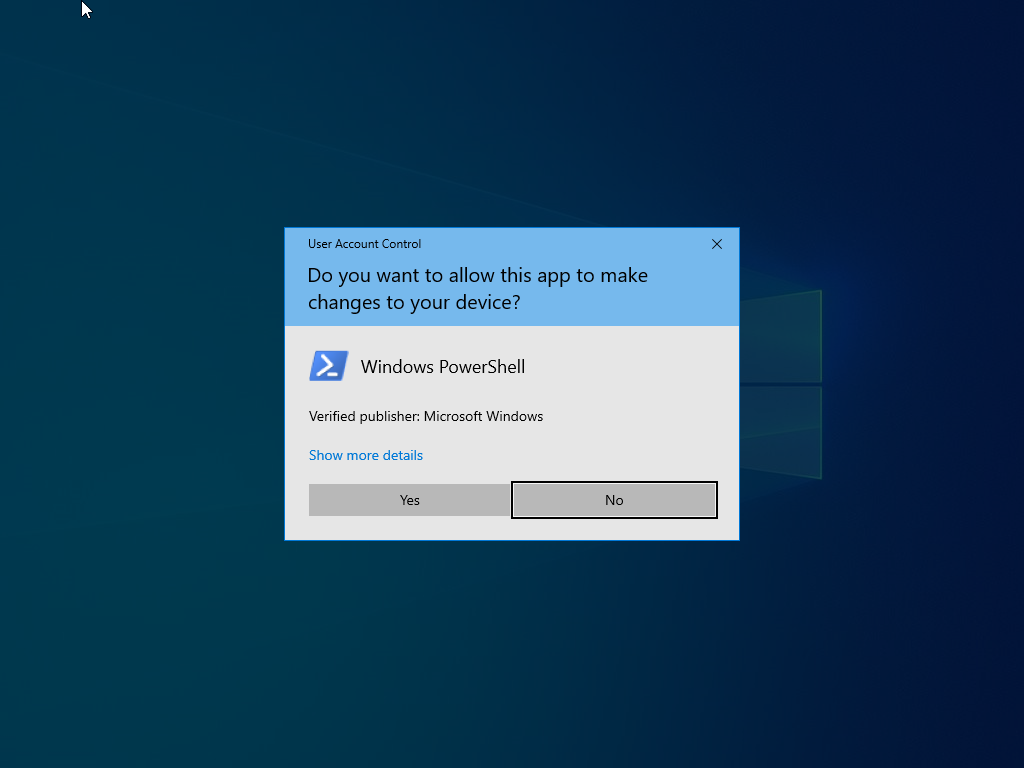 User Account Control
Do you want to allow this app to make
changes to your device?
Windows PowerShell
Verified publisher: Microsoft Windows
Show more details
Yes
No